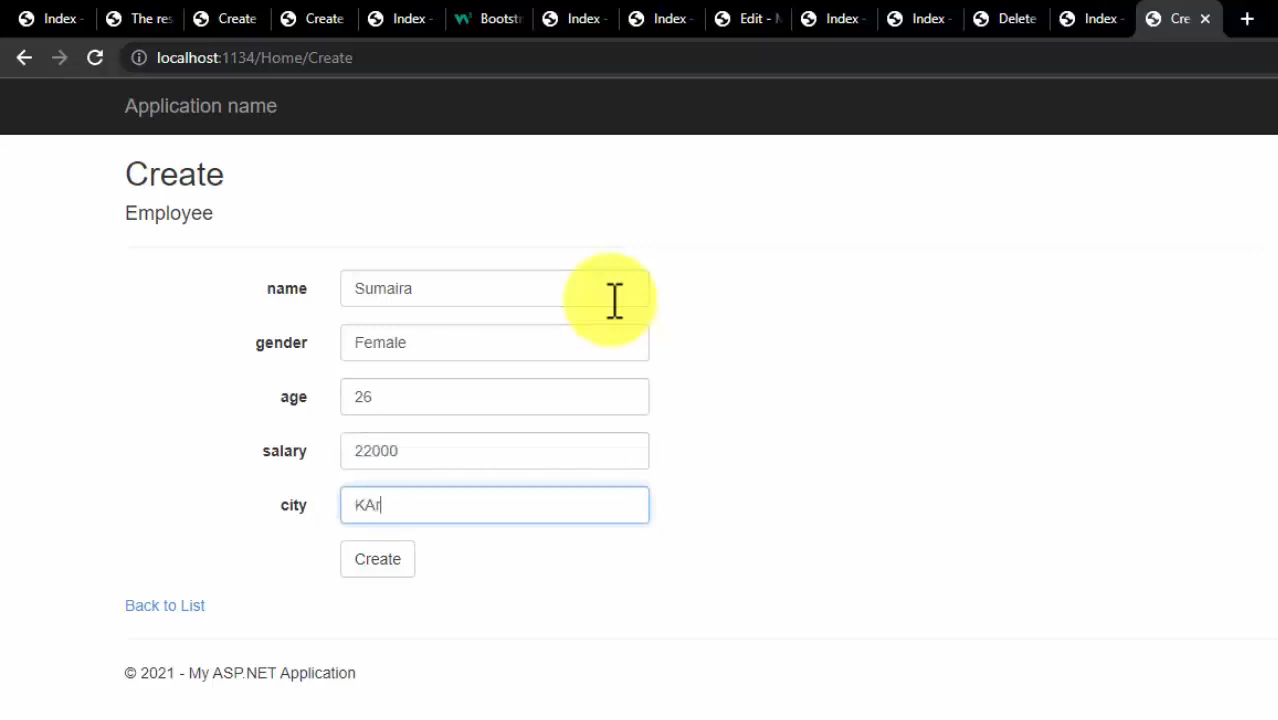 Index - The res Create Create Index - Bootstr Index - Index - Edit - M Index - Index - Delete Index - Cre
localhost:1134/Home/Create
Application name
Create
Employee
name Sumaira
gender Female
age 26
salary 22000
city KAr
Create
Back to List
© 2021 - My ASP.NET Application